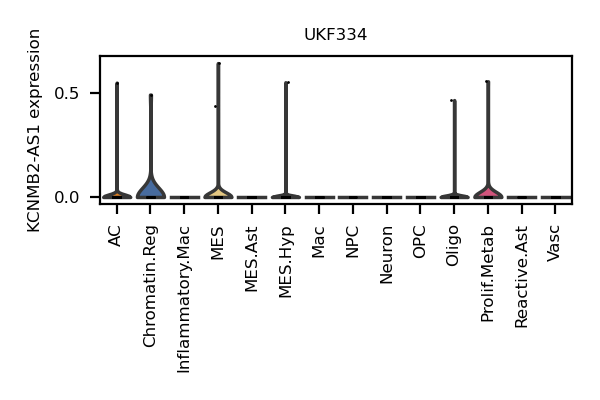 UKF334
KCNMB2-AS1 expression
0.5
0.0
AC
Chromatin.Reg
Inflammatory.Mac
MES
MES.Ast
MES.Hyp
Mac
NPC
Neuron
OPC
Oligo
Prolif.Metab
Reactive.Ast
Vasc